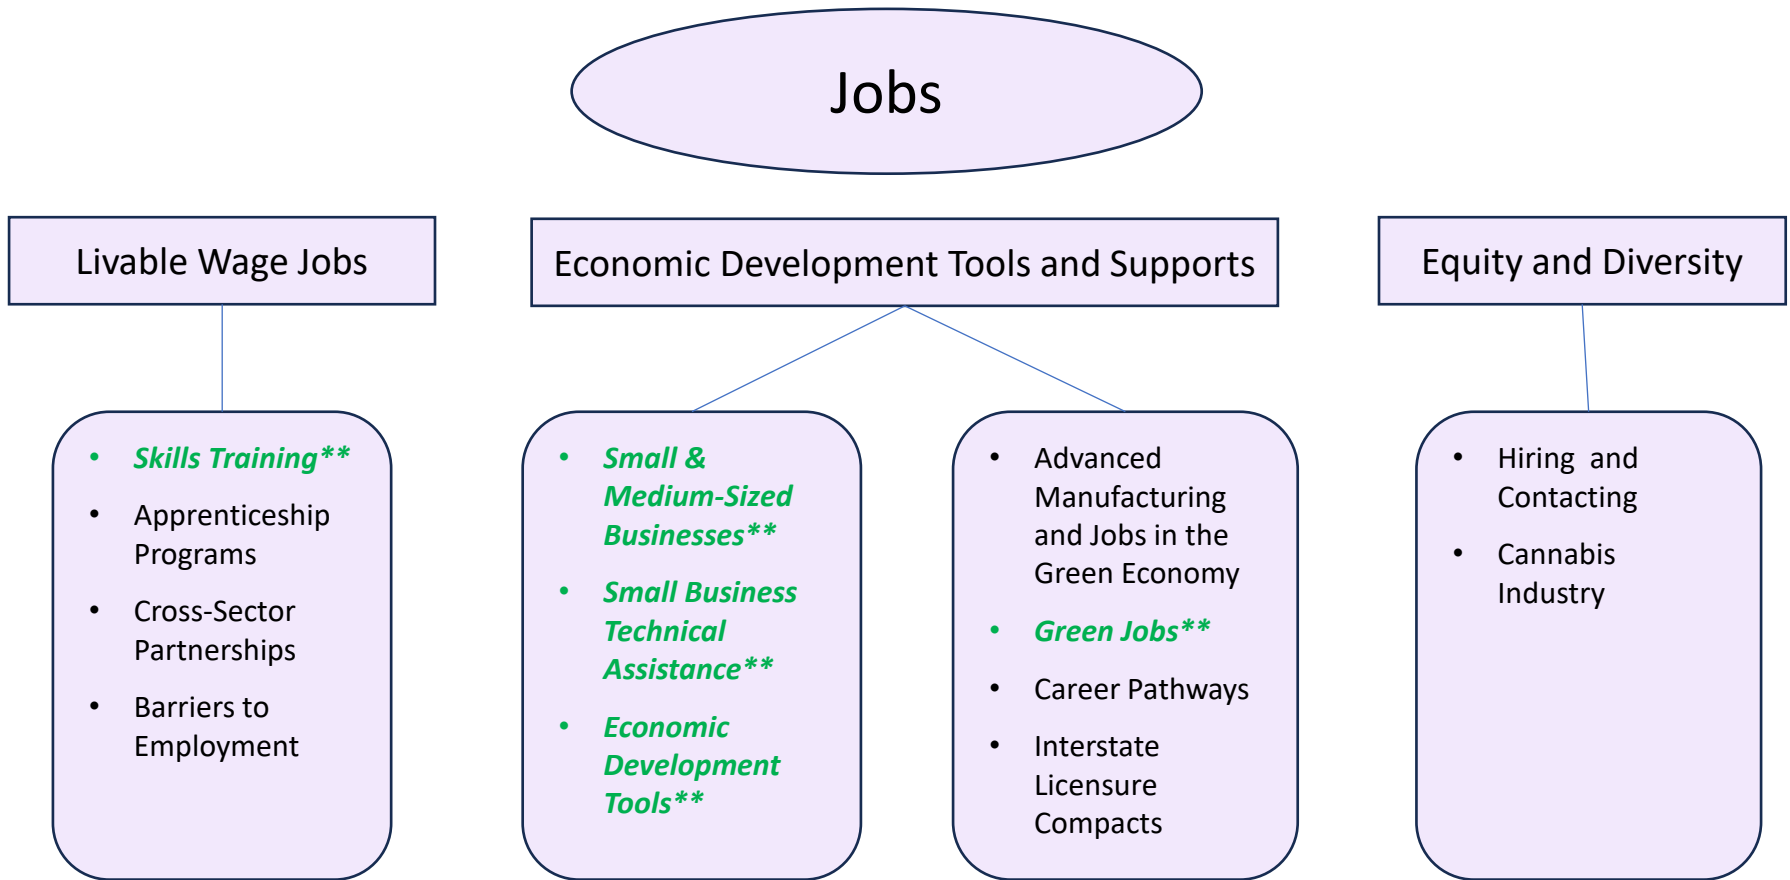 Jobs
Livable Wage Jobs
Economic Development Tools and Supports
Equity and Diversity
• Skills Training**
• Apprenticeship
Programs
• Cross-Sector
Partnerships
• Barriers to
Employment
• Small &
Medium-Sized
Businesses**
• Small Business
Technical
Assistance**
• Economic
Development
Tools**
• Advanced
Manufacturing
and Jobs in the
Green Economy
• Green Jobs**
• Career Pathways
• Interstate
Licensure
Compacts
• Hiring and
Contacting
• Cannabis
Industry